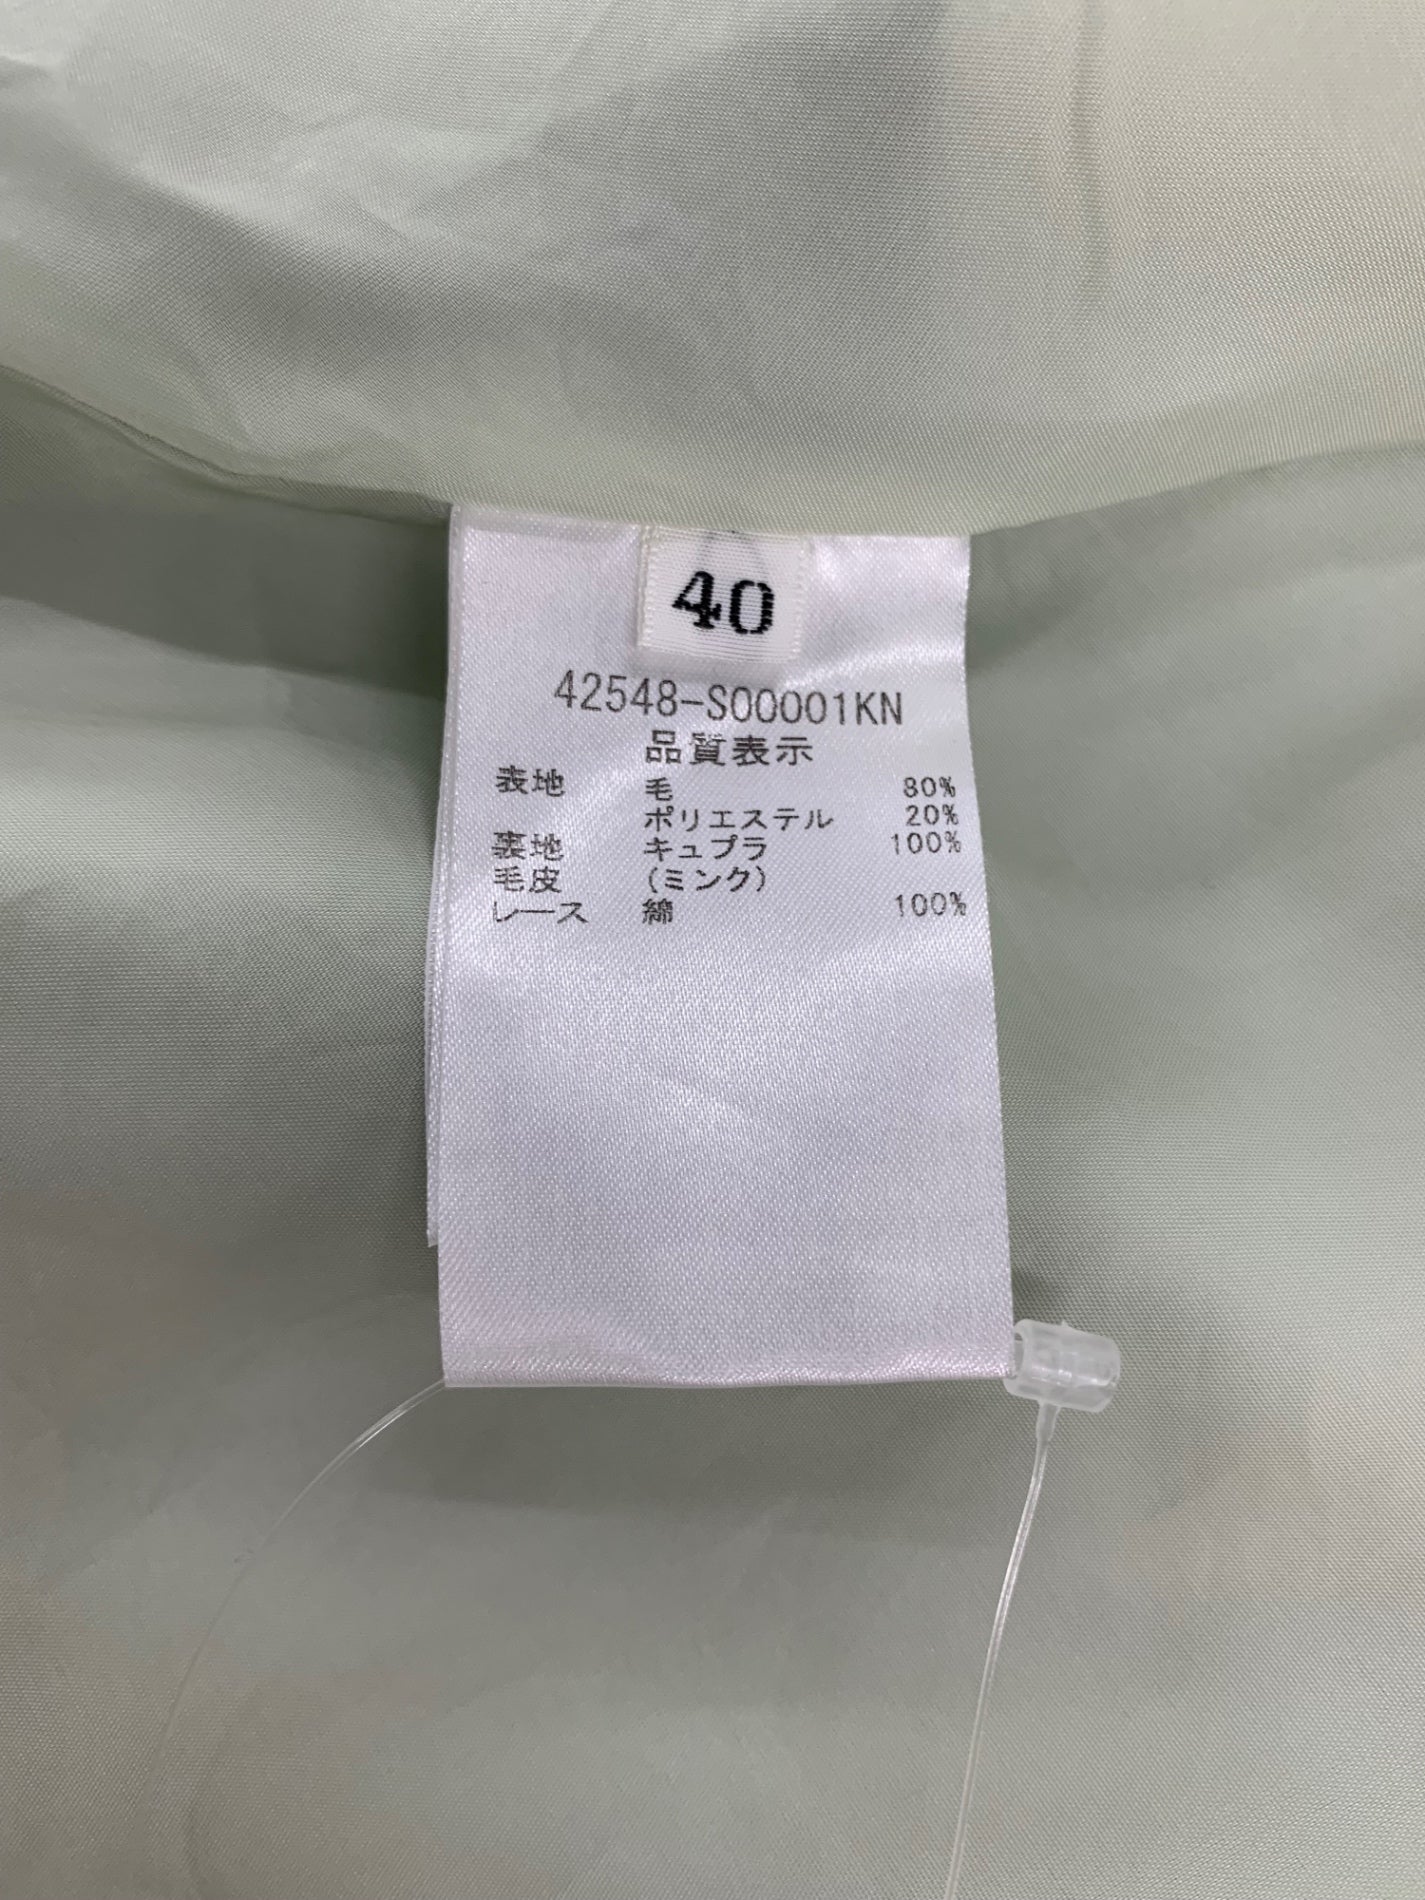 40
42548-S00001KN
品質表示
表地 毛 80%
ポリエステル 20%
裏地 キュプラ 100%
毛皮 (ミンク)
レース 綿 100%